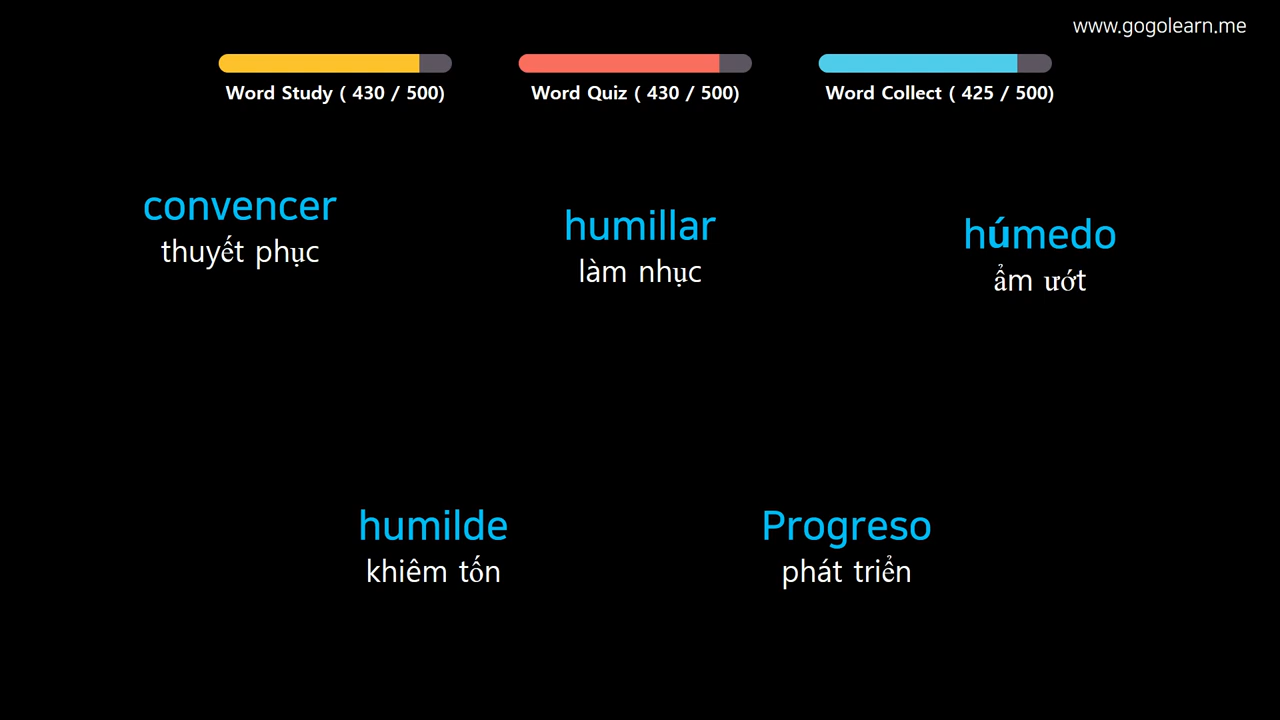 www.gogolearn.me
Word Study ( 430 / 500)
Word Quiz ( 430 / 500)
Word Collect ( 425 / 500)
convencer
thuyết phục
humillar
làm nhục
húmedo
ẩm ướt
humilde
khiêm tốn
Progreso
phát triển